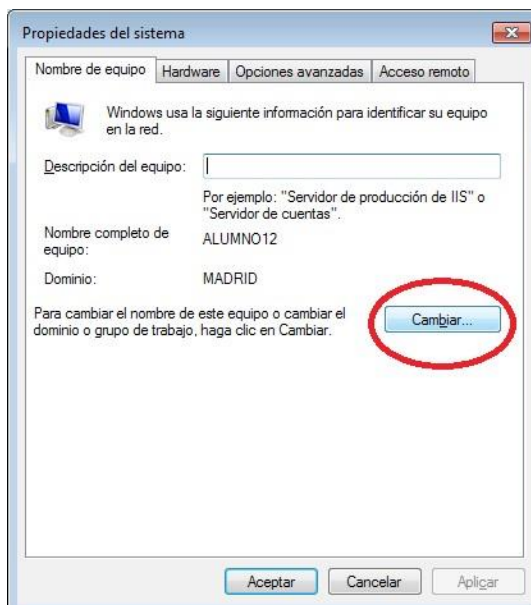 Propiedades del sistema
Nombre de equipo Hardware Opciones avanzadas Acceso remoto
Windows usa la siguiente información para identificar su equipo
en la red.
Descripción del equipo:
Por ejemplo: "Servidor de producción de IIS" o
"Servidor de cuentas".
Nombre completo de
equipo:
ALUMNO12
Dominio: MADRID
Para cambiar el nombre de este equipo o cambiar el
dominio o grupo de trabajo, haga clic en Cambiar.
Cambiar...
Aceptar Cancelar Aplicar